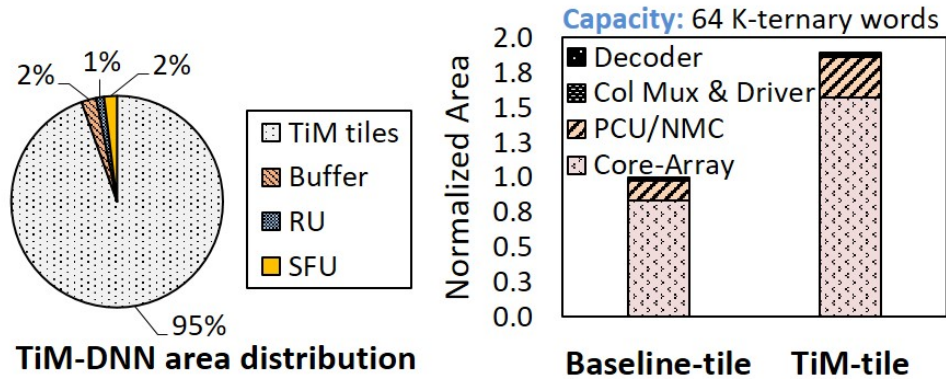 2%
1%
2%
95%
TiM tiles
Buffer
RU
SFU
TiM-DNN area distribution
Capacity: 64 K-ternary words
Normalized Area
2.0
1.8
1.5
1.3
1.0
0.8
0.5
0.3
0.0
Decoder
Col Mux & Driver
PCU/NMC
Core-Array
Baseline-tile
TiM-tile